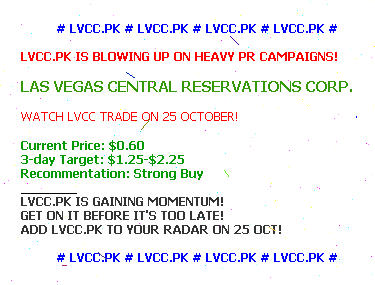 # LVCC.PK # LVCC.PK # LVCC.PK # LVCC.PK #
LVCC.PK IS BLOWING UP ON HEAVY PR CAMPAIGNS!
LAS VEGAS CENTRAL RESERVATIONS CORP.
WATCH LVCC TRADE ON 25 OCTOBER!
Current Price: $0.60
3-day Target: $1.25-$2.25
Recommentation: Strong Buy
LVCC.PK IS GAINING MOMENTUM!
GET ON IT BEFORE IT'S TOO LATE!
ADD LVCC.PK TO YOUR RADAR ON 25 OCT!
# LVCC.PK # LVCC.PK # LVCC.PK # LVCC.PK #